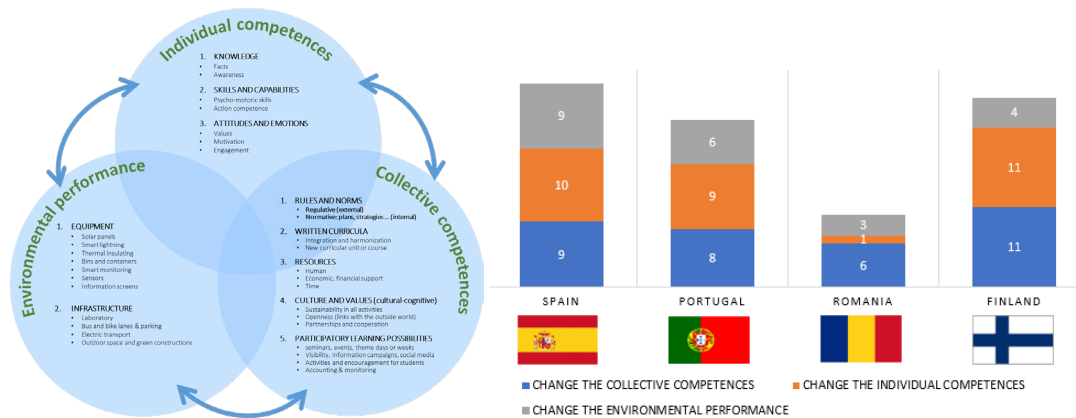 Individual competences
1. KNOWLEDGE
• Facts
• Awareness
2. SKILLS AND CAPABILITIES
• Psycho-motoric skills
• Action competence
3. ATTITUDES AND EMOTIONS
• Values
• Motivation
• Engagement
Environmental performance
1. EQUIPMENT
• Solar panels
• Smart lightning
• Thermal insulating
• Bins and containers
• Smart monitoring
• Sensors
• Information screens
2. INFRASTRUCTURE
• Laboratory
• Bus and bike lanes & parking
• Electric transport
• Outdoor space and green constructions
Collective competences
1. RULES AND NORMS
• Regulative (external)
• Normative: plans, strategies ... (internal)
2. WRITTEN CURRICULA
• Integration and harmonization
• New curricular unit or course
3. RESOURCES
• Human
• Economic, financial support
• Time
4. CULTURE AND VALUES (cultural-cognitive)
• Sustainability in all activities
• Openness (links with the outside world)
• Partnerships and cooperation
5. PARTICIPATORY LEARNING POSSIBILITIES
• seminars, events, theme days or weeks
• Visibility, information campaigns, social media
• Activities and encouragement for students
• Accounting & monitoring
9
10
9
6
9
8
3
1
6
4
11
11
SPAIN
PORTUGAL
ROMANIA
FINLAND
CHANGE THE COLLECTIVE COMPETENCES
CHANGE THE INDIVIDUAL COMPETENCES
CHANGE THE ENVIRONMENTAL PERFORMANCE